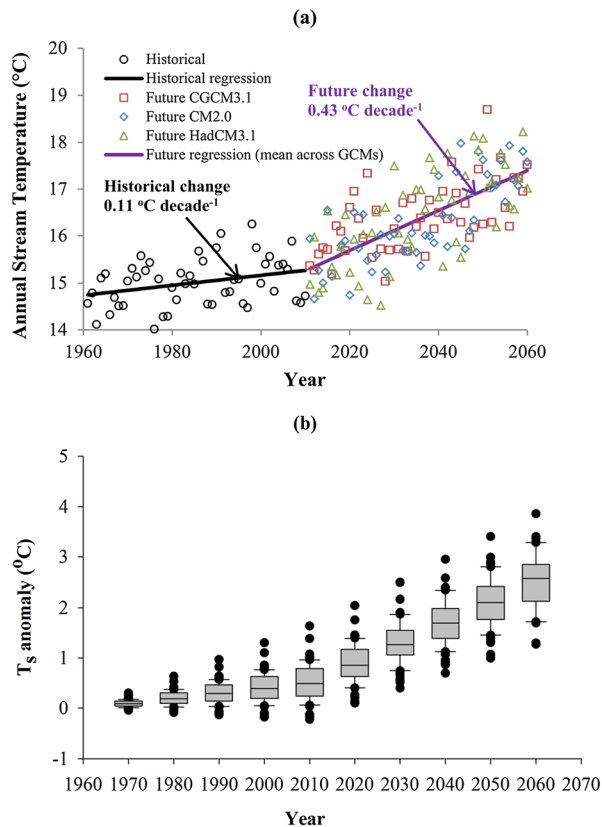 (a)
Annual Stream Temperature (°C)
20
19
18
17
16
15
14
Historical
Historical regression
Future CGCM3.1
Future CM2.0
Future HadCM3.1
Future regression (mean across GCMs)
Future change
0.43 °C decade⁻¹
Historical change
0.11 °C decade⁻¹
1960 1980 2000 2020 2040 2060
Year
(b)
Tₛ anomaly (⁰C)
5
4
3
2
1
0
-1
1960 1970 1980 1990 2000 2010 2020 2030 2040 2050 2060 2070
Year